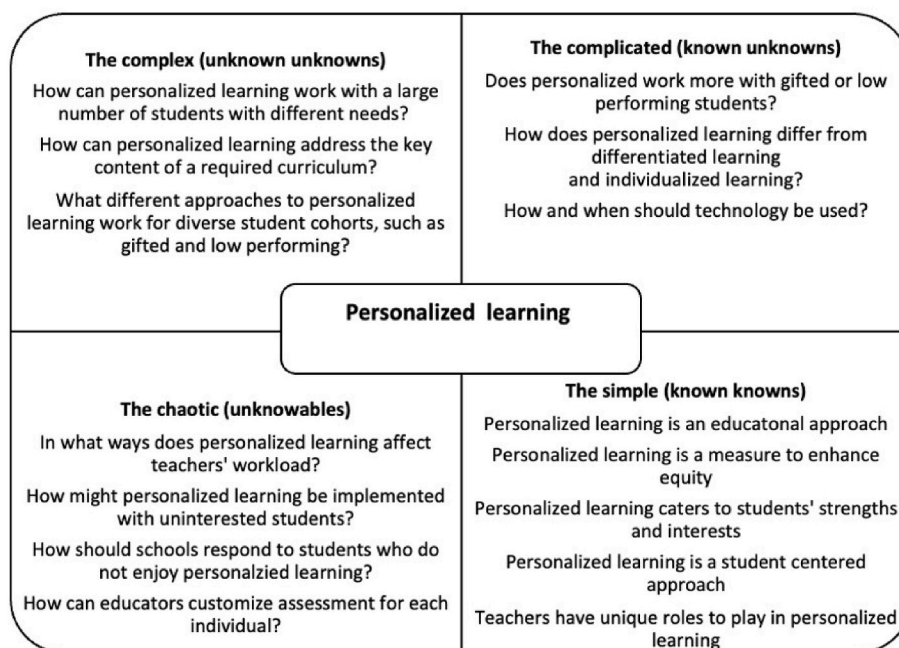 The complex (unknown unknowns)
How can personalized learning work with a large
number of students with different needs?
How can personalized learning address the key
content of a required curriculum?
What different approaches to personalized
learning work for diverse student cohorts, such as
gifted and low performing?
The complicated (known unknowns)
Does personalized work more with gifted or low
performing students?
How does personalized learning differ from
differentiated learning
and individualized learning?
How and when should technology be used?
Personalized learning
The chaotic (unknowables)
In what ways does personalized learning affect
teachers' workload?
How might personalized learning be implemented
with uninterested students?
How should schools respond to students who do
not enjoy personalzied learning?
How can educators customize assessment for each
individual?
The simple (known knowns)
Personalized learning is an educatonal approach
Personalized learning is a measure to enhance
equity
Personalized learning caters to students' strengths
and interests
Personalized learning is a student centered
approach
Teachers have unique roles to play in personalized
learning